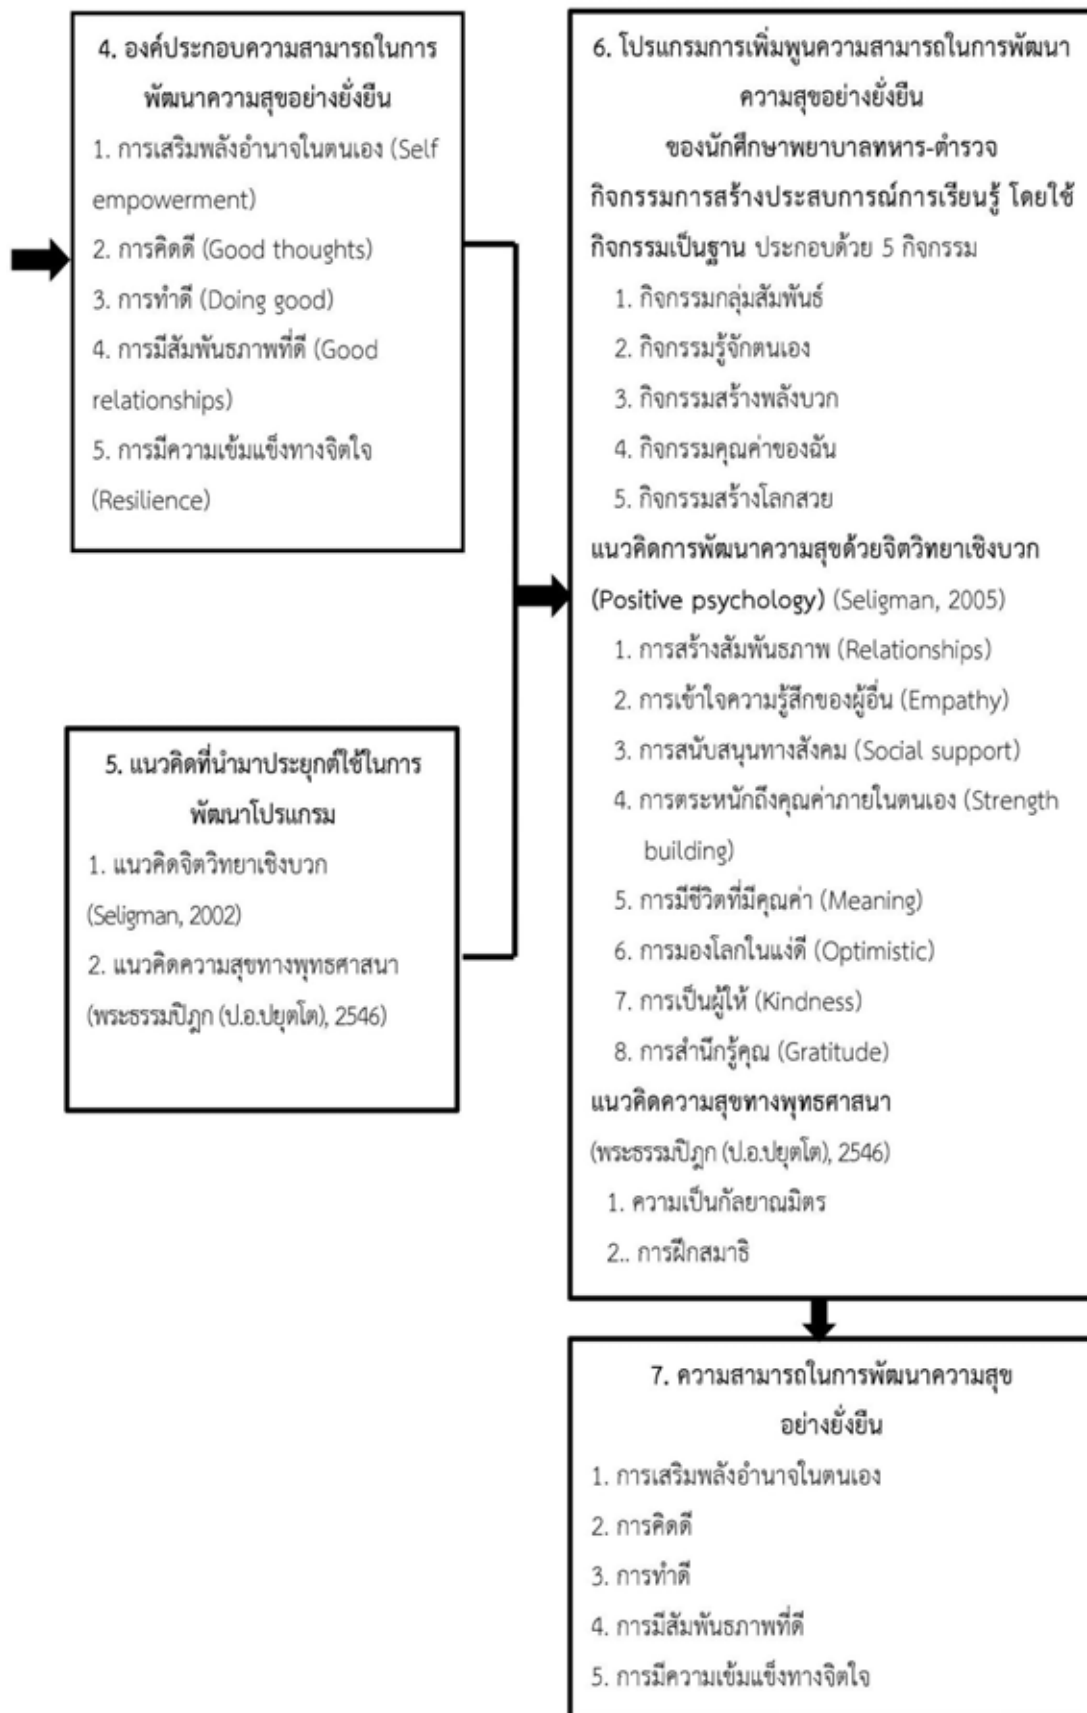 4. องค์ประกอบความสามารถในการ
พัฒนาความสุขอย่างยั่งยืน
1. การเสริมพลังอำนาจในตนเอง (Self
empowerment)
2. การคิดดี (Good thoughts)
3. การทำดี (Doing good)
4. การมีสัมพันธภาพที่ดี (Good
relationships)
5. การมีความเข้มแข็งทางจิตใจ
(Resilience)
5. แนวคิดที่นำมาประยุกต์ใช้ในการ
พัฒนาโปรแกรม
1. แนวคิดจิตวิทยาเชิงบวก
(Seligman, 2002)
2. แนวคิดความสุขทางพุทธศาสนา
(พระธรรมปิฎก (ป.อ.ปยุตโต), 2546)
6. โปรแกรมการเพิ่มพูนความสามารถในการพัฒนา
ความสุขอย่างยั่งยืน
ของนักศึกษาพยาบาลทหาร-ตำรวจ
กิจกรรมการสร้างประสบการณ์การเรียนรู้ โดยใช้
กิจกรรมเป็นฐาน ประกอบด้วย 5 กิจกรรม
1. กิจกรรมกลุ่มสัมพันธ์
2. กิจกรรมรู้จักตนเอง
3. กิจกรรมสร้างพลังบวก
4. กิจกรรมคุณค่าของฉัน
5. กิจกรรมสร้างโลกสวย
แนวคิดการพัฒนาความสุขด้วยจิตวิทยาเชิงบวก
(Positive psychology) (Seligman, 2005)
1. การสร้างสัมพันธภาพ (Relationships)
2. การเข้าใจความรู้สึกของผู้อื่น (Empathy)
3. การสนับสนุนทางสังคม (Social support)
4. การตระหนักถึงคุณค่าภายในตนเอง (Strength
building)
5. การมีชีวิตที่มีคุณค่า (Meaning)
6. การมองโลกในแง่ดี (Optimistic)
7. การเป็นผู้ให้ (Kindness)
8. การสำนึกรู้คุณ (Gratitude)
แนวคิดความสุขทางพุทธศาสนา
(พระธรรมปิฎก (ป.อ.ปยุตโต), 2546)
1. ความเป็นกัลยาณมิตร
2.. การฝึกสมาธิ
7. ความสามารถในการพัฒนาความสุข
อย่างยั่งยืน
1. การเสริมพลังอำนาจในตนเอง
2. การคิดดี
3. การทำดี
4. การมีสัมพันธภาพที่ดี
5. การมีความเข้มแข็งทางจิตใจ